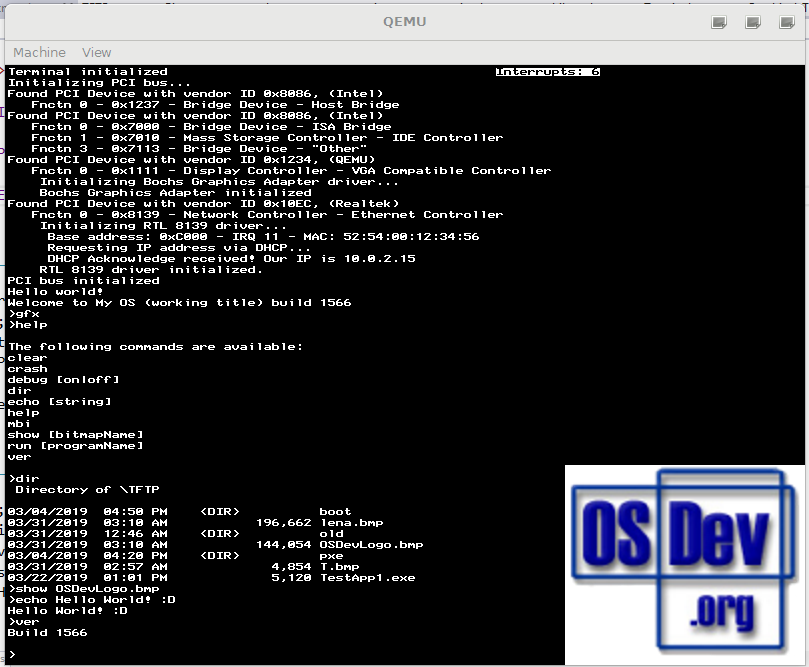 QEMU
Machine View
Terminal initialized
Interrupts: 6
Initializing PCI bus...
Found PCI Device with vendor ID 0x8086, (Intel)
Fnctn 0 - 0x1237 - Bridge Device - Host Bridge
Found PCI Device with vendor ID 0x8086, (Intel)
Fnctn 0 - 0x7000 - Bridge Device - ISA Bridge
Fnctn 1 - 0x7010 - Mass Storage Controller - IDE Controller
Fnctn 3 - 0x7113 - Bridge Device - "Other"
Found PCI Device with vendor ID 0x1234, (QEMU)
Fnctn 0 - 0x1111 - Display Controller - VGA Compatible Controller
Initializing Bochs Graphics Adapter driver...
Bochs Graphics Adapter initialized
Found PCI Device with vendor ID 0x10EC, (Realtek)
Fnctn 0 - 0x8139 - Network Controller - Ethernet Controller
Initializing RTL 8139 driver...
Base address: 0xC000 - IRQ 11 - MAC: 52:54:00:12:34:56
Requesting IP address via DHCP...
DHCP Acknowledge received! Our IP is 10.0.2.15
RTL 8139 driver initialized.
PCI bus initialized
Hello world!
Welcome to My OS (working title) build 1566
>gfx
>help
The following commands are available:
clear
crash
debug [on|off]
dir
echo [string]
help
mbi
show [bitmapName]
run [programName]
ver
>dir
Directory of \TFTP
03/04/2019 04:50 PM <DIR> boot
03/31/2019 03:10 AM 196,662 lena.bmp
03/31/2019 12:46 AM <DIR> old
03/31/2019 03:10 AM 144,054 OSDevLogo.bmp
03/04/2019 04:20 PM <DIR> pxe
03/31/2019 02:57 AM 4,854 T.bmp
03/22/2019 01:01 PM 5,120 TestApp1.exe
>show OSDevLogo.bmp
>echo Hello World! :D
Hello World! :D
>ver
Build 1566
>
OS Dev
.org